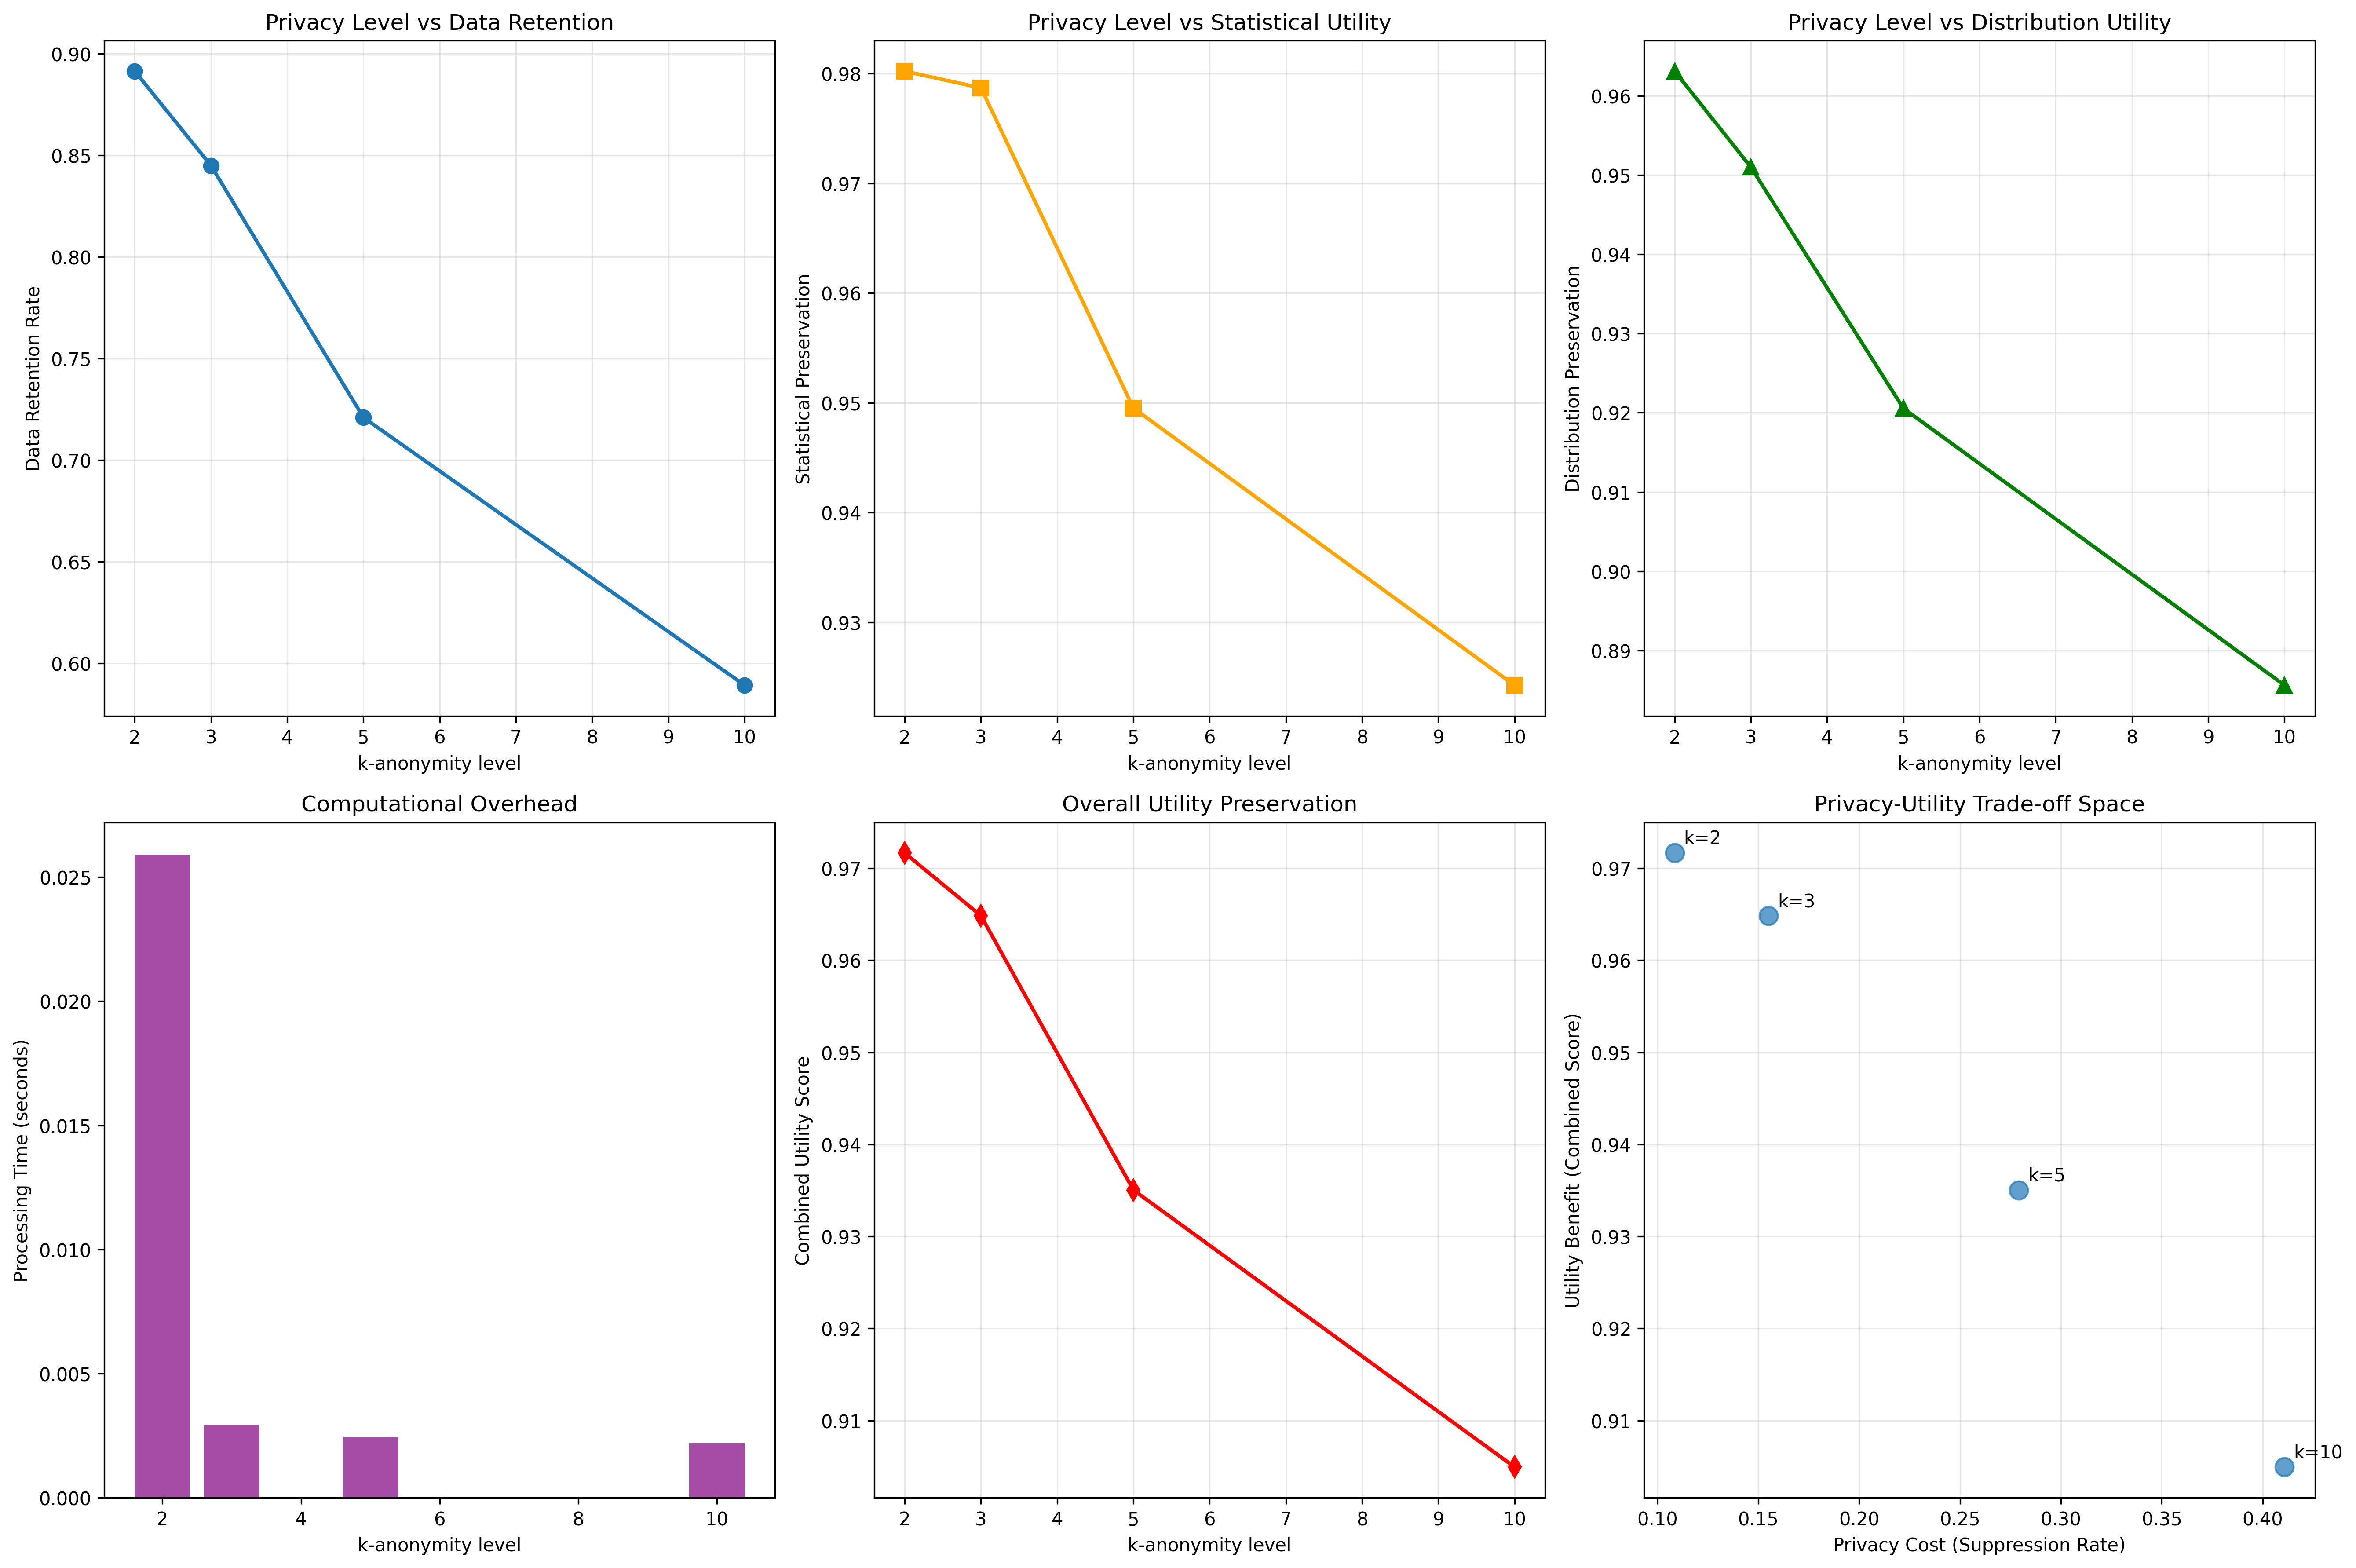 Privacy Level vs Data Retention
Data Retention Rate
0.90
0.85
0.80
0.75
0.70
0.65
0.60
2 3 4 5 6 7 8 9 10
k-anonymity level
Privacy Level vs Statistical Utility
Statistical Preservation
0.98
0.97
0.96
0.95
0.94
0.93
2 3 4 5 6 7 8 9 10
k-anonymity level
Privacy Level vs Distribution Utility
Distribution Preservation
0.96
0.95
0.94
0.93
0.92
0.91
0.90
0.89
2 3 4 5 6 7 8 9 10
k-anonymity level
Computational Overhead
Processing Time (seconds)
0.025
0.020
0.015
0.010
0.005
0.000
2 4 6 8 10
k-anonymity level
Overall Utility Preservation
Combined Utility Score
0.97
0.96
0.95
0.94
0.93
0.92
0.91
2 3 4 5 6 7 8 9 10
k-anonymity level
Privacy-Utility Trade-off Space
Utility Benefit (Combined Score)
0.97
0.96
0.95
0.94
0.93
0.92
0.91
k=2
k=3
k=5
k=10
0.10 0.15 0.20 0.25 0.30 0.35 0.40
Privacy Cost (Suppression Rate)